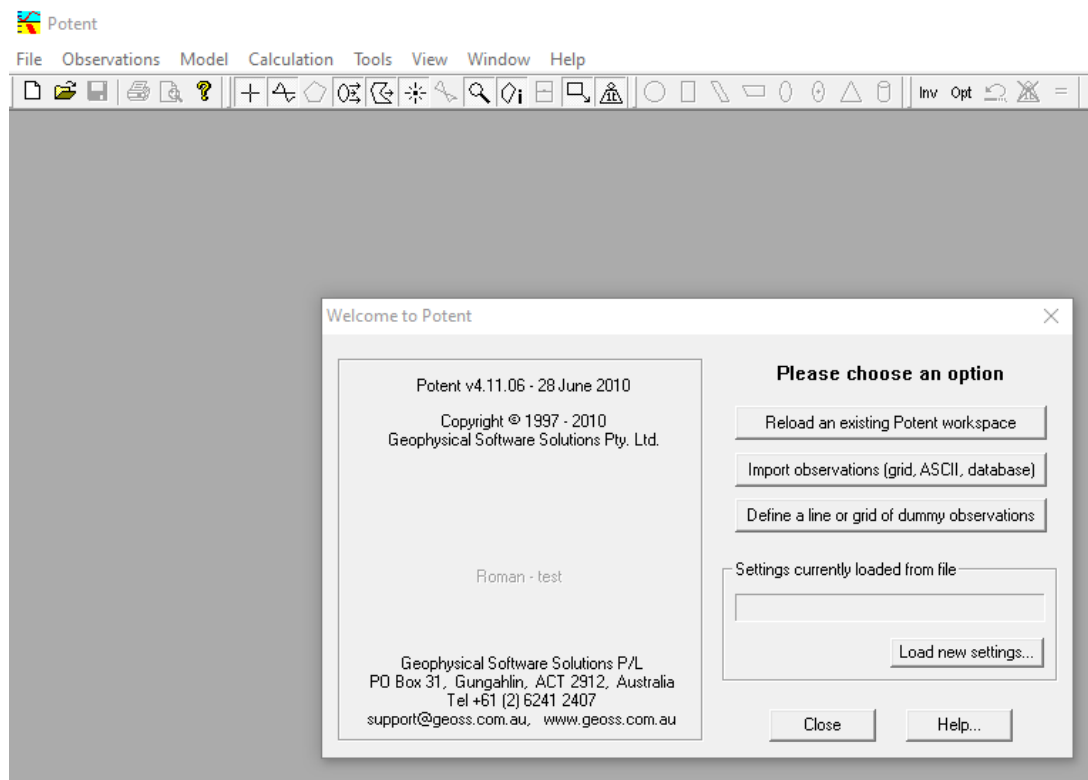 Potent
File Observations Model Calculation Tools View Window Help
Inv Opt
Welcome to Potent
Potent v4.11.06 - 28 June 2010
Copyright © 1997 - 2010
Geophysical Software Solutions Pty. Ltd.
Roman - test
Geophysical Software Solutions P/L
PO Box 31, Gungahlin, ACT 2912, Australia
Tel +61 (2) 6241 2407
support@geoss.com.au, www.geoss.com.au
Please choose an option
Reload an existing Potent workspace
Import observations (grid, ASCII, database)
Define a line or grid of dummy observations
Settings currently loaded from file
Load new settings...
Close Help...